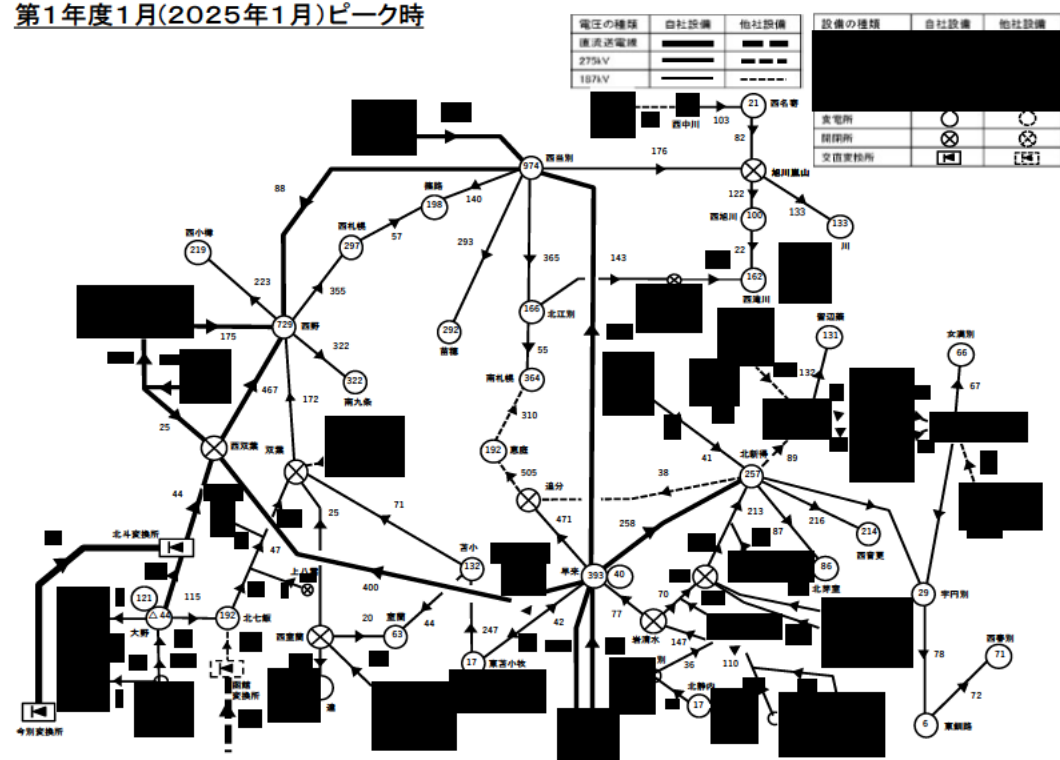 第1年度1月(2025年1月)ピーク時
電圧の種類 自社設備 他社設備
直流送電線
275kV
187kV
設備の種類 自社設備 他社設備
変電所
開閉所
交直変換所
21 西名寄
西中川 103
82
西当別
974
176
旭川嵐山
88
篠路
198
140
122
133
西旭川 100
133
川
西札幌
297
57
293
365
22
143
162
西滝川
西小樽
219
223
355
166 北江別
292
苗穂
55
729 西野
175
322
322
南九条
南札幌 364
留辺蘂
131
132
女満別
66
67
467
172
310
25
西双葉
双葉
192 恵庭
505
追分
38
41
北新得
257
89
44
25
71
471
258
213
87
216
214
西音更
北斗変換所
47
上八雲
苫小
132
早来
393
40
86
北芽室
400
77
70
29 宇円別
121
44
大野
115
192 北七飯
西室蘭
20
室蘭
63
44
247
42
岩清水
147
17
東苫小牧
別
36
110
78
西春別
71
72
函館
変換所
達
北静内
17
6
東釧路
今別変換所